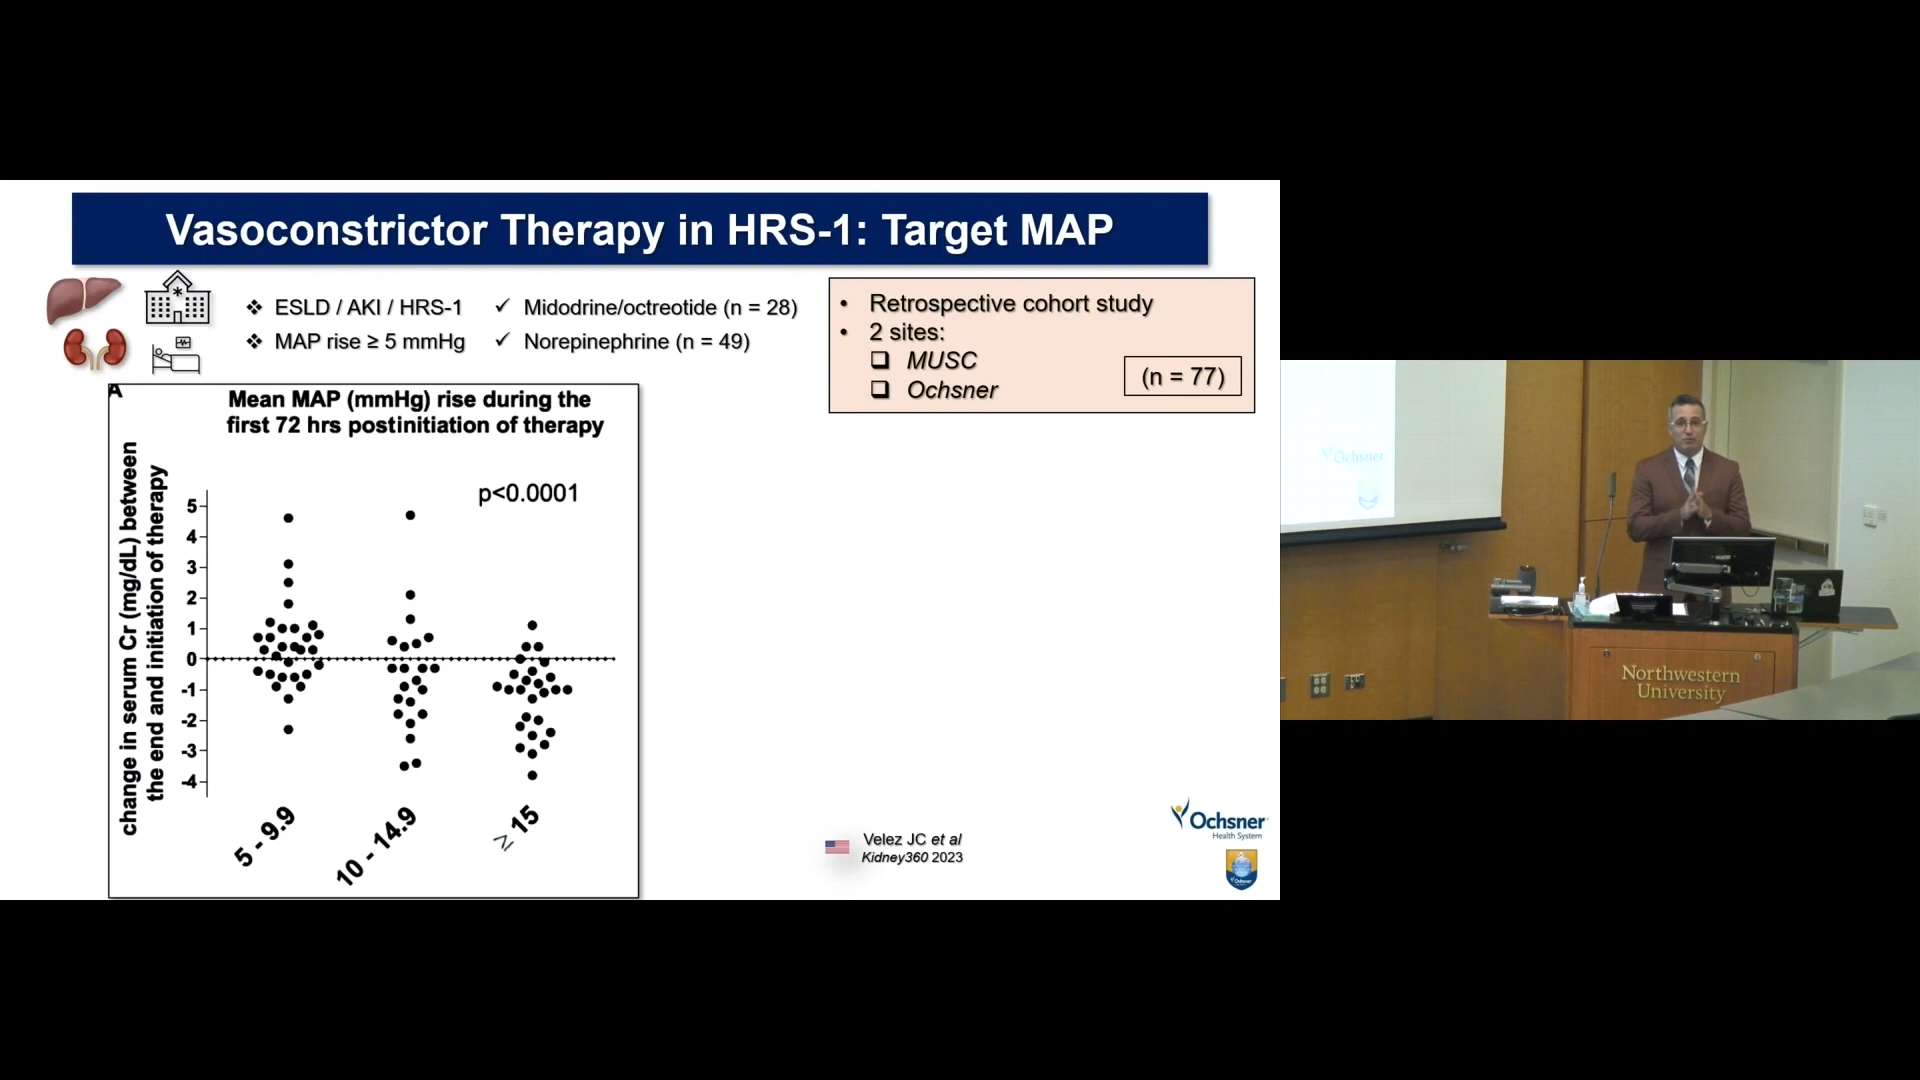 Vasoconstrictor Therapy in HRS-1: Target MAP
❖ ESLD / AKI / HRS-1
❖ MAP rise ≥ 5 mmHg
✓ Midodrine/octreotide (n = 28)
✓ Norepinephrine (n = 49)
• Retrospective cohort study
• 2 sites:
❑ MUSC
❑ Ochsner
(n = 77)
A
Mean MAP (mmHg) rise during the
first 72 hrs postinitiation of therapy
change in serum Cr (mg/dL) between
the end and initiation of therapy
p<0.0001
5
4
3
2
1
0
-1
-2
-3
-4
5 - 9.9
10 - 14.9
≥ 15
Velez JC et al
Kidney360 2023
Ochsner
Health System
Ochsner
Ochsner
Northwestern
University